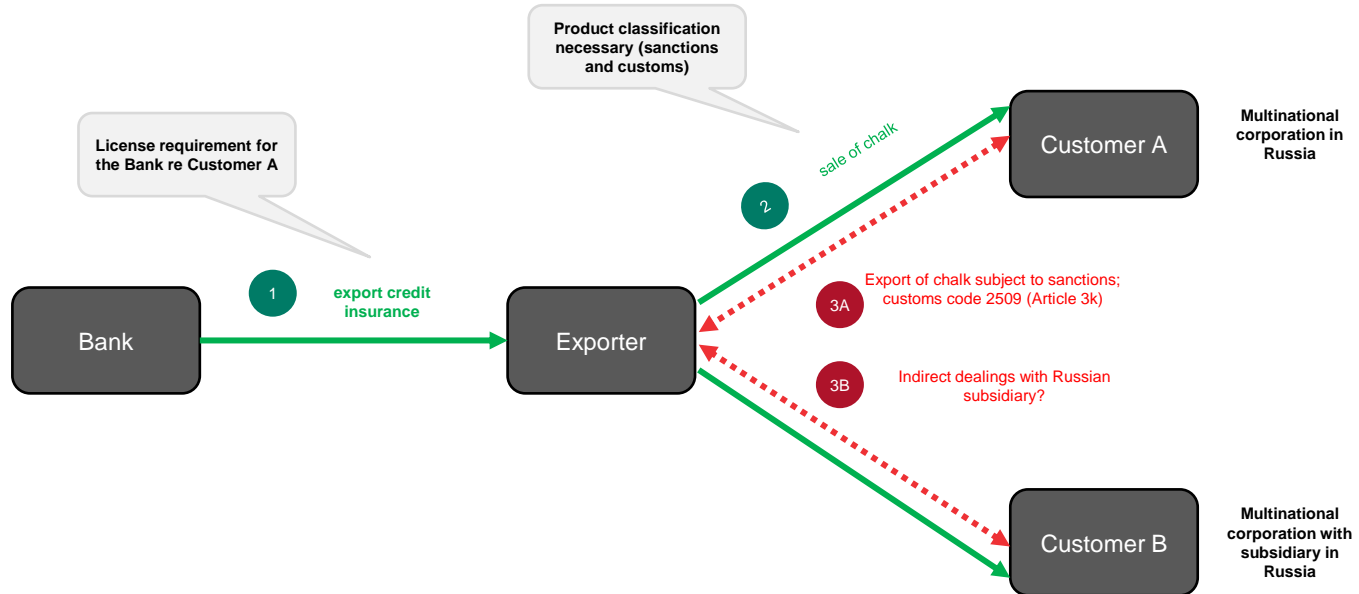 Product classification
necessary (sanctions
and customs)
License requirement for
the Bank re Customer A
sale of chalk
Customer A
Multinational
corporation in
Russia
2
1
export credit
insurance
Bank
Exporter
3A
Export of chalk subject to sanctions;
customs code 2509 (Article 3k)
3B
Indirect dealings with Russian
subsidiary?
Customer B
Multinational
corporation with
subsidiary in
Russia